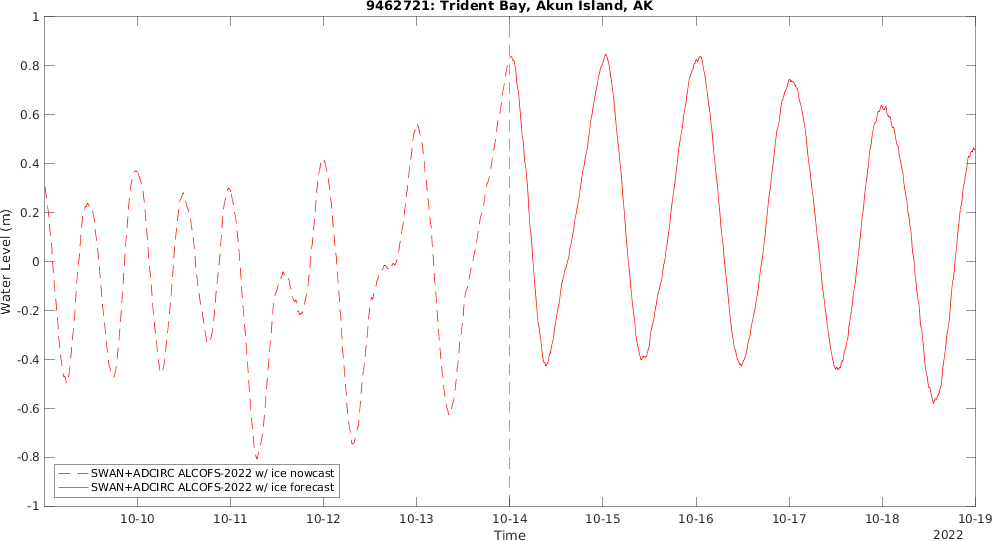 9462721: Trident Bay, Akun Island, AK
1
0.8
0.6
0.4
0.2
0
-0.2
-0.4
-0.6
-0.8
-1
Water Level (m)
SWAN+ADCIRC ALCOFS-2022 w/ ice nowcast
SWAN+ADCIRC ALCOFS-2022 w/ ice forecast
10-10 10-11 10-12 10-13 10-14 10-15 10-16 10-17 10-18 10-19
Time
2022